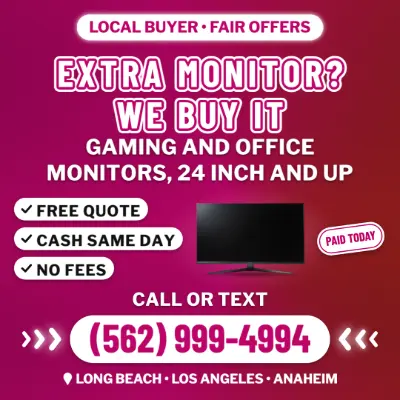 LOCAL BUYER • FAIR OFFERS
EXTRA MONITOR?
WE BUY IT
GAMING AND OFFICE
MONITORS, 24 INCH AND UP
FREE QUOTE
CASH SAME DAY
NO FEES
PAID TODAY
CALL OR TEXT
(562) 999-4994
LONG BEACH • LOS ANGELES • ANAHEIM